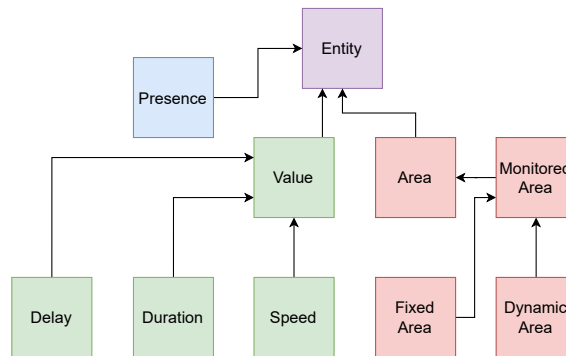 Entity
Presence
Value
Area
Monitored
Area
Delay
Duration
Speed
Fixed
Area
Dynamic
Area